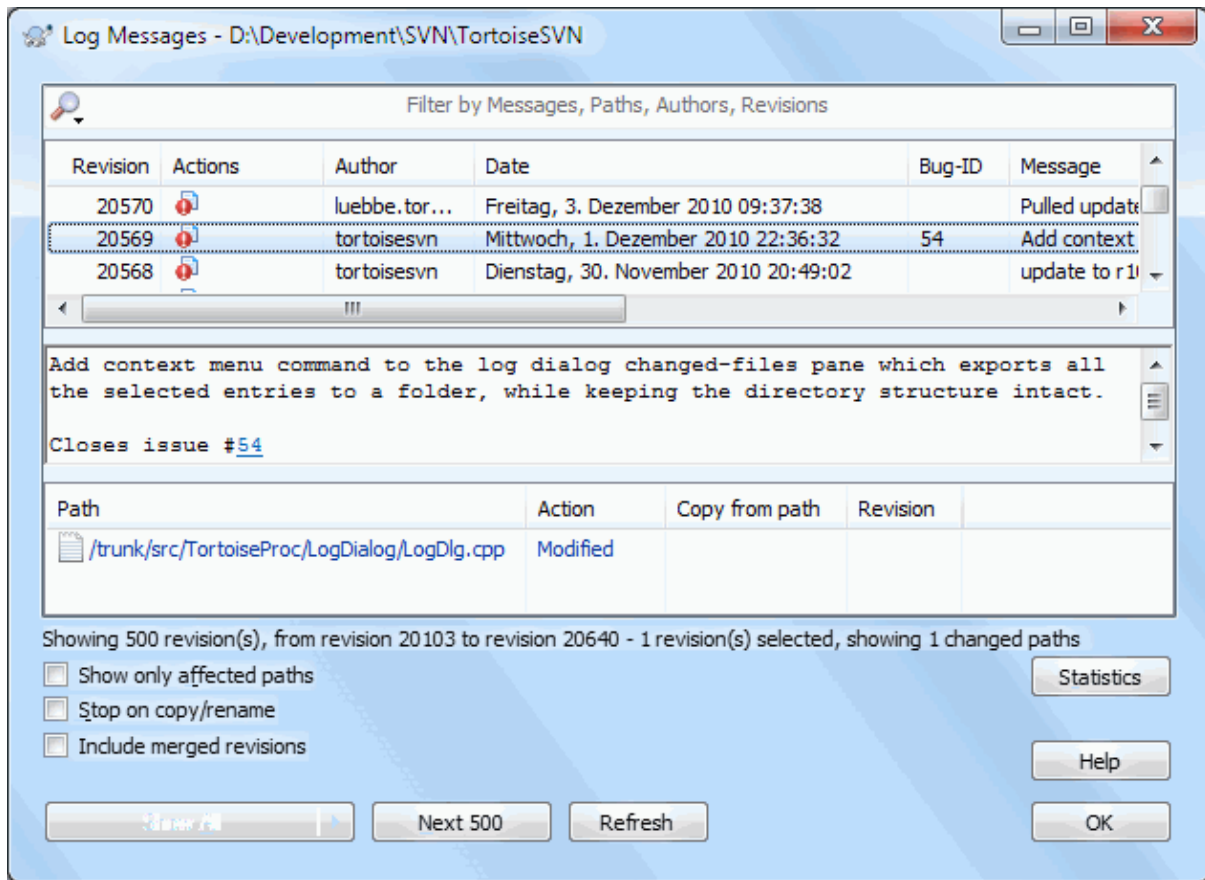 Log Messages - D:\Development\SVN\TortoiseSVN
Filter by Messages, Paths, Authors, Revisions
Revision Actions Author Date Bug-ID Message
20570 luebbe.tor... Freitag, 3. Dezember 2010 09:37:38 Pulled update
20569 tortoisesvn Mittwoch, 1. Dezember 2010 22:36:32 54 Add context
20568 tortoisesvn Dienstag, 30. November 2010 20:49:02 update to
Add context menu command to the log dialog changed-files pane which exports all
the selected entries to a folder, while keeping the directory structure intact.
Closes issue #54
Path Action Copy from path Revision
/trunk/src/TortoiseProc/LogDialog/LogDlg.cpp Modified
Showing 500 revision(s), from revision 20103 to revision 20640 - 1 revision(s) selected, showing 1 changed paths
Show only affected paths
Statistics
Stop on copy/rename
Include merged revisions
Help
Next 500 Refresh OK